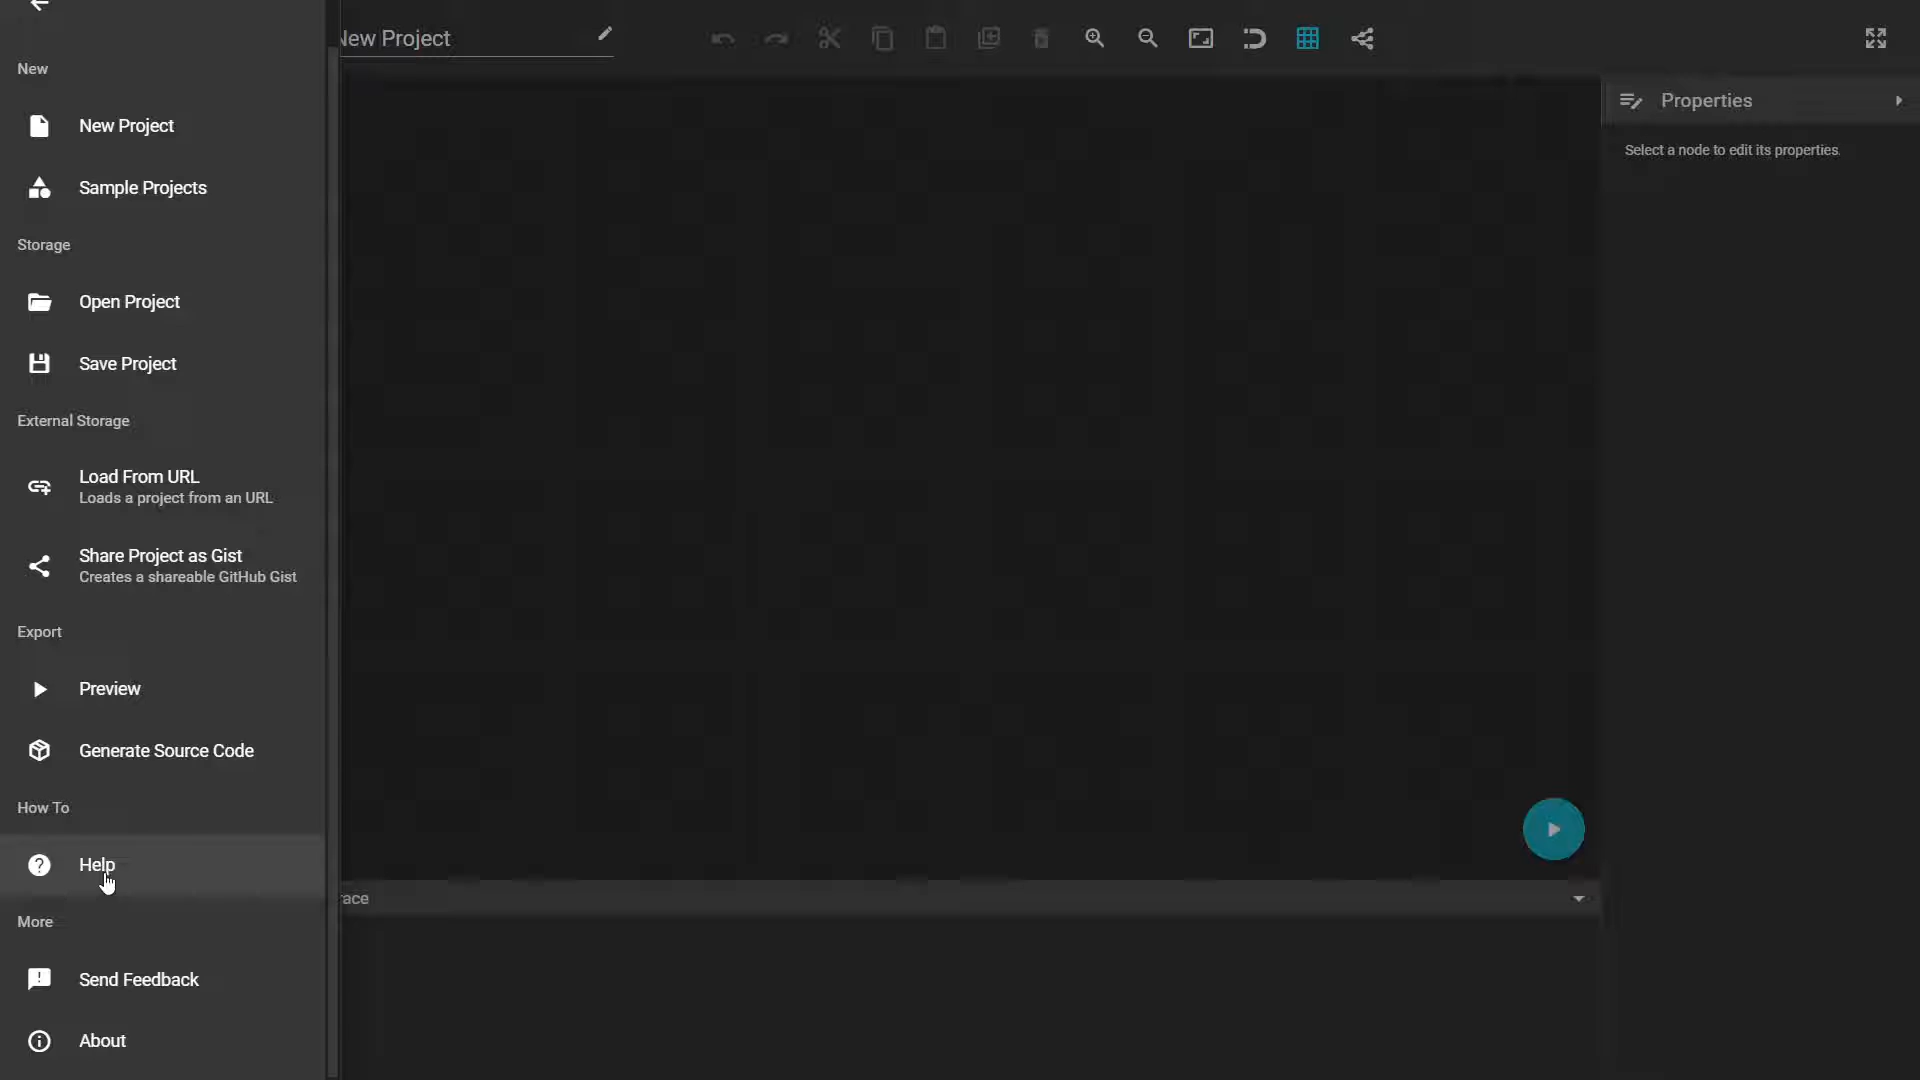 New
New Project
Sample Projects
Storage
Open Project
Save Project
External Storage
Load From URL
Loads a project from an URL
Share Project as Gist
Creates a shareable GitHub Gist
Export
Preview
Generate Source Code
How To
Help
More
Send Feedback
About
New Project
Properties
Select a node to edit its properties.
race